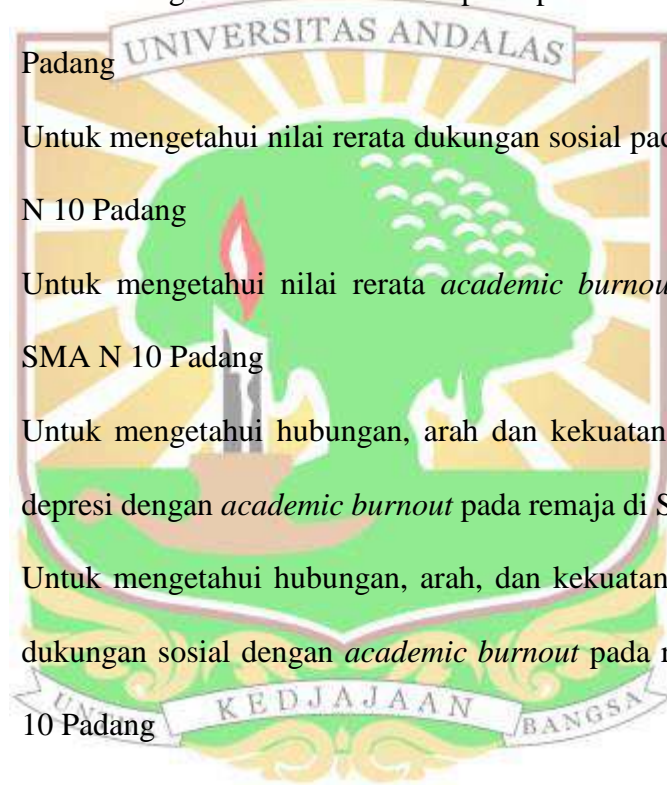 UNIVERSITAS ANDALAS
Padang
Untuk mengetahui nilai rerata dukungan sosial
N 10 Padang
Untuk mengetahui nilai rerata academic
SMA N 10 Padang
Untuk mengetahui hubungan, arah dan kekuatan
depresi dengan academic burnout pada remaja di
Untuk mengetahui hubungan, arah, dan kekuatan
dukungan sosial dengan academic burnout pada
10 Padang
KEDJAJAAN BANGSA